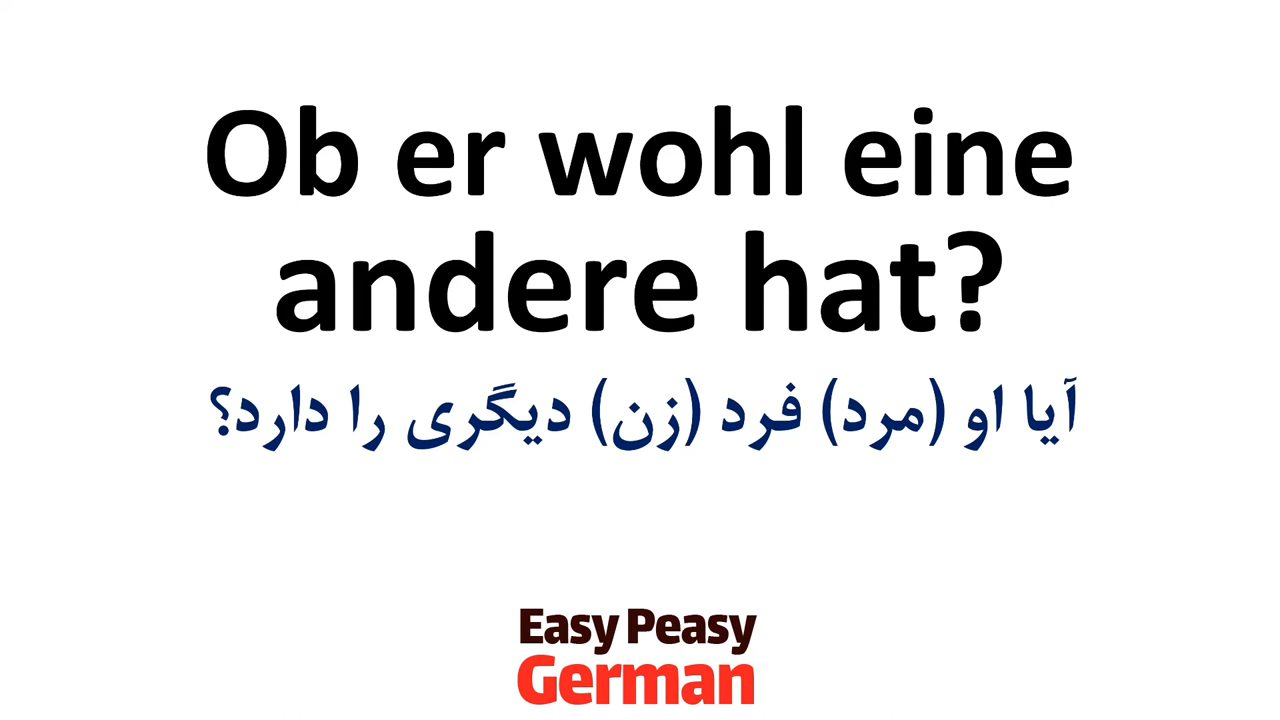 Ob er wohl eine
andere hat?
آیا او (مرد) فرد (زن) دیگری را دارد؟
Easy Peasy
German